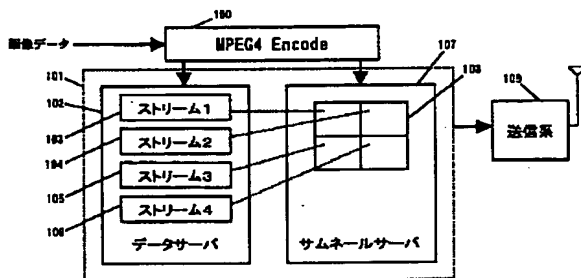 100
MPEG4 Encode
画像データ
101
107
102
108
103
ストリーム1
109
104
ストリーム2
送信系
105
ストリーム3
106
ストリーム4
データサーバ
サムネールサーバ